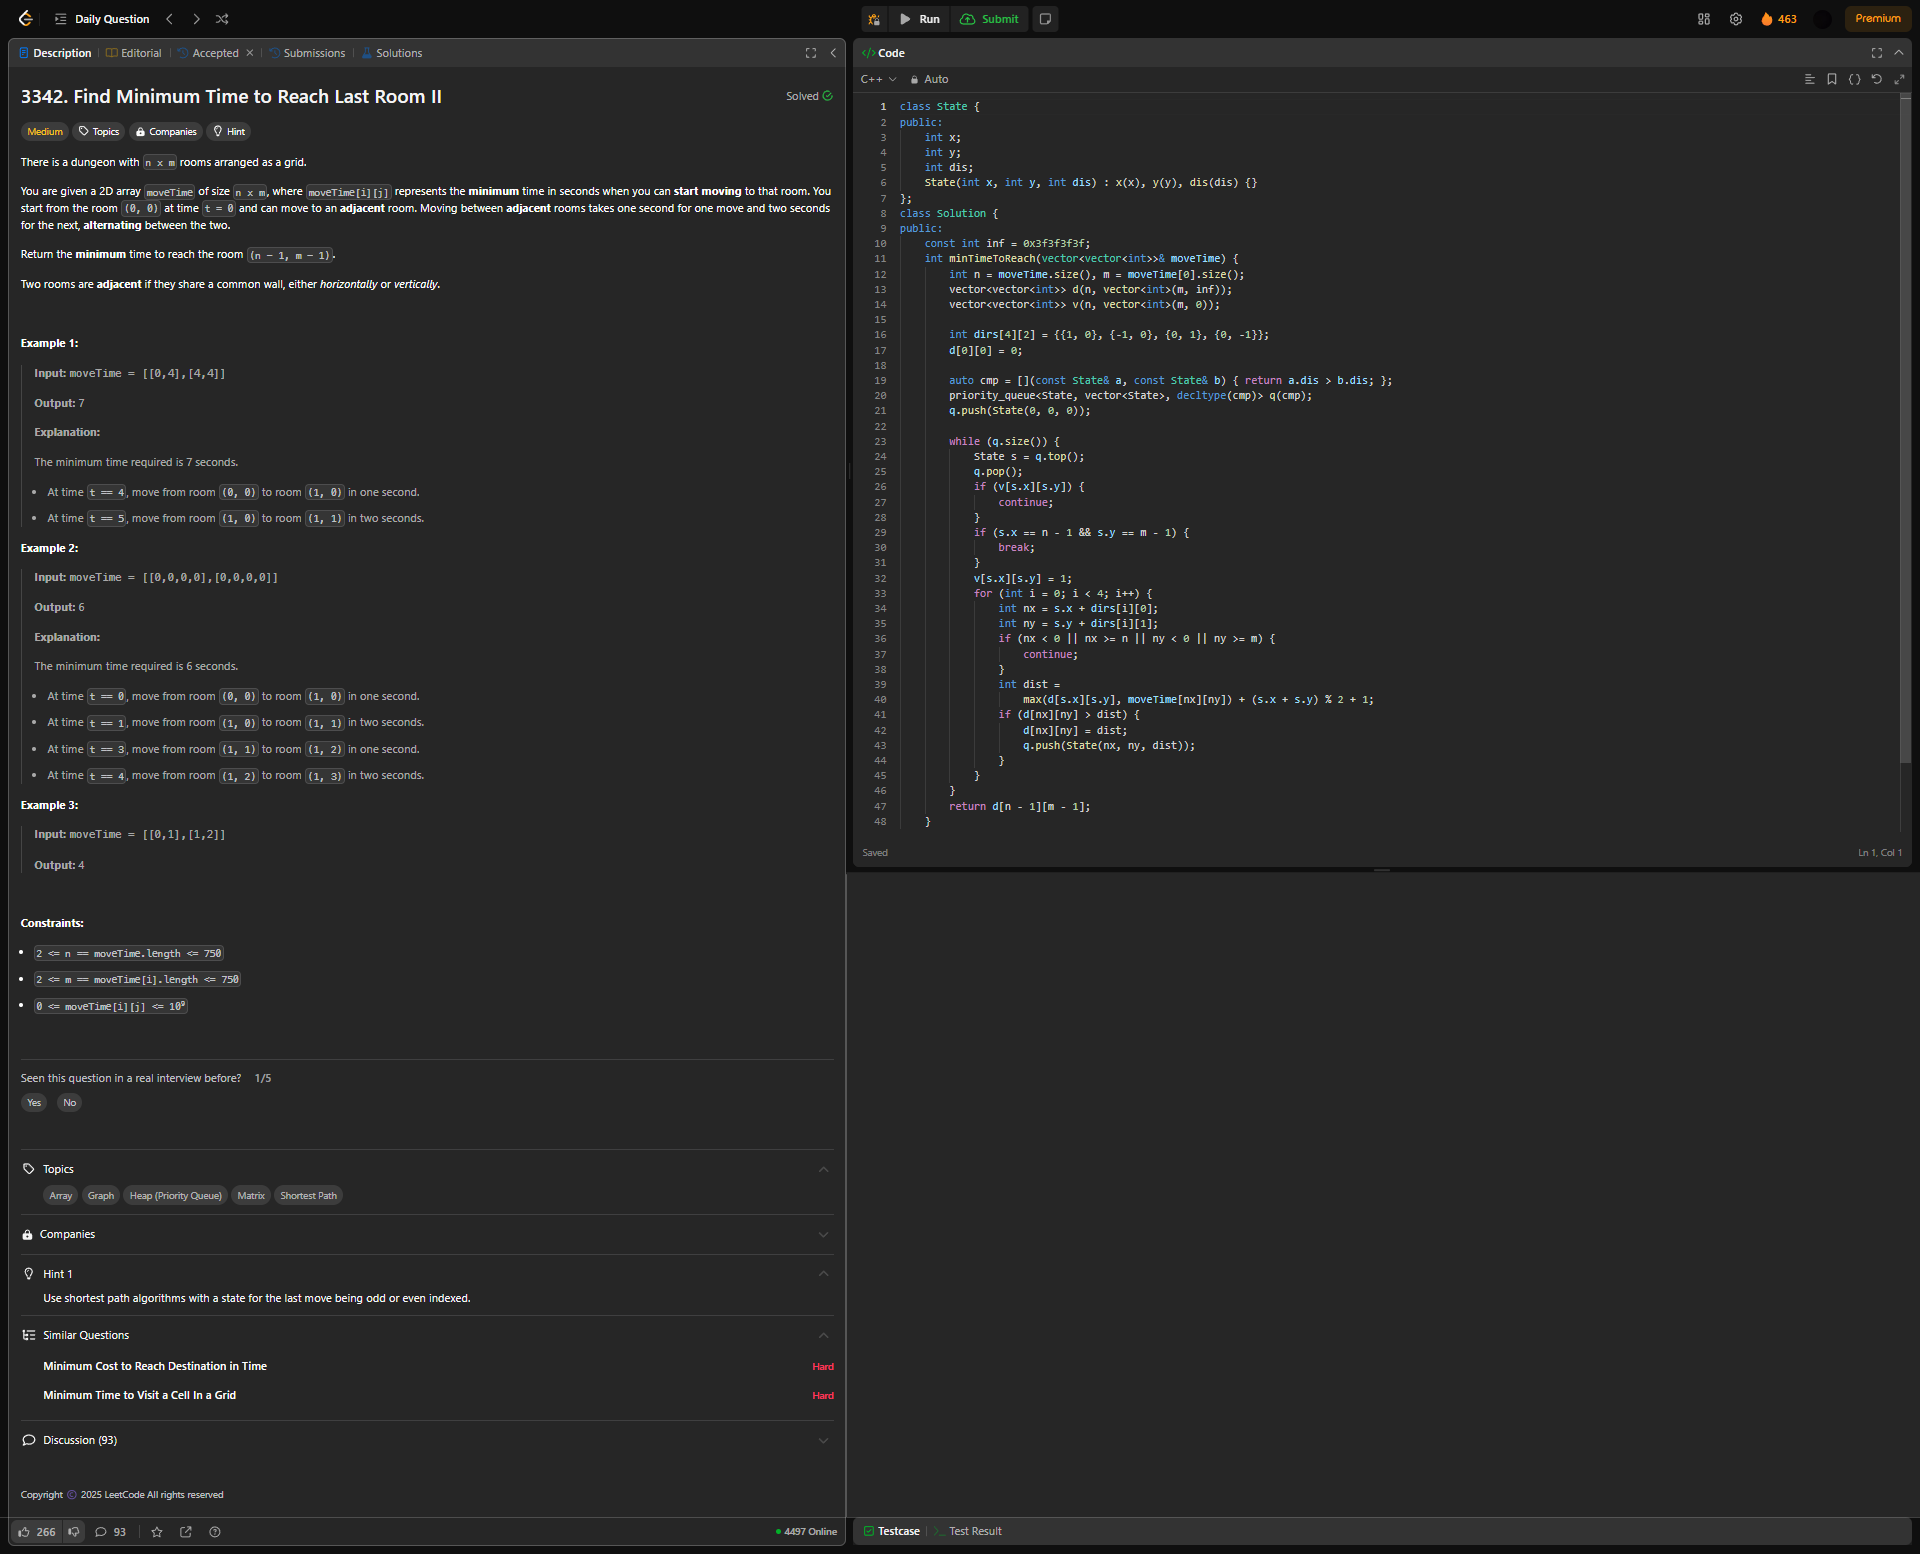 Daily Question
Run
Submit
463
Premium
Description
Editorial
Accepted
Submissions
Solutions
3342. Find Minimum Time to Reach Last Room II
Solved
Medium
Topics
Companies
Hint
There is a dungeon with n x m rooms arranged as a grid.
You are given a 2D array moveTime of size n x m, where moveTime[i][j] represents the minimum time in seconds when you can start moving to that room. You
start from the room (0, 0) at time t = 0 and can move to an adjacent room. Moving between adjacent rooms takes one second for one move and two seconds
for the next, alternating between the two.
Return the minimum time to reach the room (n - 1, m - 1).
Two rooms are adjacent if they share a common wall, either horizontally or vertically.
Example 1:
Input: moveTime = [[0,4],[4,4]]
Output: 7
Explanation:
The minimum time required is 7 seconds.
• At time t == 4, move from room (0, 0) to room (1, 0) in one second.
• At time t == 5, move from room (1, 0) to room (1, 1) in two seconds.
Example 2:
Input: moveTime = [[0,0,0,0],[0,0,0,0]]
Output: 6
Explanation:
The minimum time required is 6 seconds.
• At time t == 0, move from room (0, 0) to room (1, 0) in one second.
• At time t == 1, move from room (1, 0) to room (1, 1) in two seconds.
• At time t == 3, move from room (1, 1) to room (1, 2) in one second.
• At time t == 4, move from room (1, 2) to room (1, 3) in two seconds.
Example 3:
Input: moveTime = [[0,1],[1,2]]
Output: 4
Constraints:
• 2 <= n == moveTime.length <= 750
• 2 <= m == moveTime[i].length <= 750
• 0 <= moveTime[i][j] <= 10⁹
Seen this question in a real interview before? 1/5
Yes No
Topics
Array Graph Heap (Priority Queue) Matrix Shortest Path
Companies
Hint 1
Use shortest path algorithms with a state for the last move being odd or even indexed.
Similar Questions
Minimum Cost to Reach Destination in Time Hard
Minimum Time to Visit a Cell In a Grid Hard
Discussion (93)
Copyright © 2025 LeetCode All rights reserved
266
93
4497 Online
</> Code
C++ Auto
1 class State {
2 public:
3     int x;
4     int y;
5     int dis;
6     State(int x, int y, int dis) : x(x), y(y), dis(dis) {}
7 };
8 class Solution {
9 public:
10     const int inf = 0x3f3f3f3f;
11     int minTimeToReach(vector<vector<int>>& moveTime) {
12         int n = moveTime.size(), m = moveTime[0].size();
13         vector<vector<int>> d(n, vector<int>(m, inf));
14         vector<vector<int>> v(n, vector<int>(m, 0));
15
16         int dirs[4][2] = {{1, 0}, {-1, 0}, {0, 1}, {0, -1}};
17         d[0][0] = 0;
18
19         auto cmp = [](const State& a, const State& b) { return a.dis > b.dis; };
20         priority_queue<State, vector<State>, decltype(cmp)> q(cmp);
21         q.push(State(0, 0, 0));
22
23         while (q.size()) {
24             State s = q.top();
25             q.pop();
26             if (v[s.x][s.y]) {
27                 continue;
28             }
29             if (s.x == n - 1 && s.y == m - 1) {
30                 break;
31             }
32             v[s.x][s.y] = 1;
33             for (int i = 0; i < 4; i++) {
34                 int nx = s.x + dirs[i][0];
35                 int ny = s.y + dirs[i][1];
36                 if (nx < 0 || nx >= n || ny < 0 || ny >= m) {
37                     continue;
38                 }
39                 int dist =
40                     max(d[s.x][s.y], moveTime[nx][ny]) + (s.x + s.y) % 2 + 1;
41                 if (d[nx][ny] > dist) {
42                     d[nx][ny] = dist;
43                     q.push(State(nx, ny, dist));
44                 }
45             }
46         }
47         return d[n - 1][m - 1];
48     }
Saved
Ln 1, Col 1
Testcase
Test Result